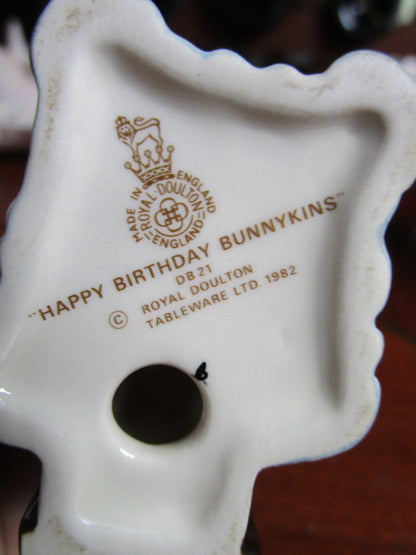 MADE IN ENGLAND
ROYAL DOULTON
ENGLAND
"HAPPY BIRTHDAY BUNNYKINS"
DB 21
© ROYAL DOULTON
TABLEWARE LTD. 1982
b